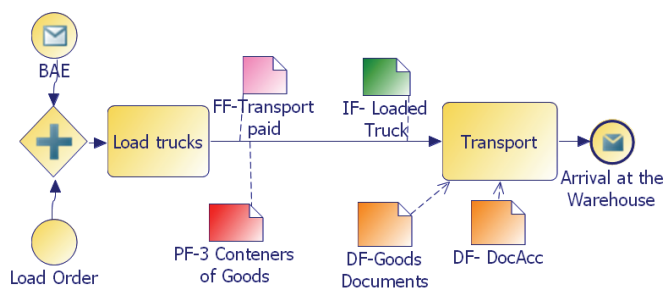 BAE
FF-Transport
paid
IF- Loaded
Truck
Load trucks
Transport
Arrival at the
Warehouse
PF-3 Conteners
of Goods
DF-Goods
Documents
DF- DocAcc
Load Order